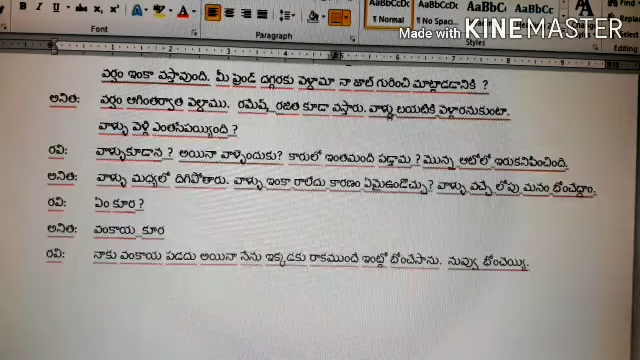 Font
Paragraph
Styles
Editing
AaBbCcDc
¶ Normal
¶ No Spaci...
Made with KINEMASTER
వర్షం ఇంకా వస్తావుంది. మీ ఫ్రెండ్ దగ్గరకు వెళ్దామా నా జాబ్ గురించి మాట్లాడడానికి ?
అనిత: వర్షం ఆగింతర్వాత వెల్దాము. రమేష్ రజిత కూడా వస్తారు. వాళ్ళు బయటికి వెళ్లారనుకుంటా.
వాళ్ళు వెళ్లి ఎంతసేపయ్యింది ?
రవి: వాళ్ళుకూడాన ? అయినా వాళ్ళెందుకు? కారులో ఇంతమంది పడ్తామా ? మొన్న ఆటోలో ఇరుకనిపించింది.
అనిత: వాళ్ళు మధ్యలో దిగిపోతారు. వాళ్ళు ఇంకా రాలేదు కారణం ఏమైఉండొచ్చు? వాళ్ళు వచ్చే లోపు మనం భోంచేద్దాం.
రవి: ఏం కూర ?
అనిత: వంకాయ కూర
రవి: నాకు వంకాయ పడదు అయినా నేను ఇక్కడకు రాకముందే ఇంట్లో భోంచేసాను. నువ్వు భోంచెయ్యి.